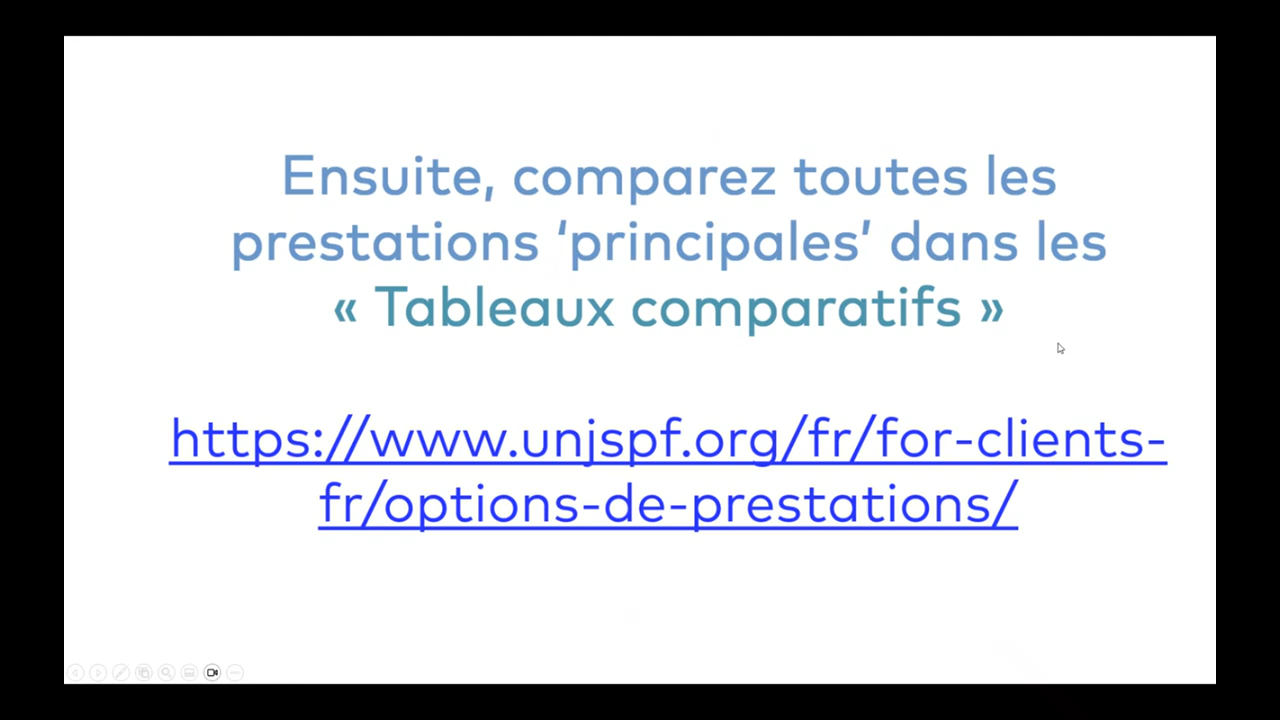 Ensuite, comparez toutes les
prestations ‘principales’ dans les
« Tableaux comparatifs »
https://www.unjspf.org/fr/for-clients-
fr/options-de-prestations/